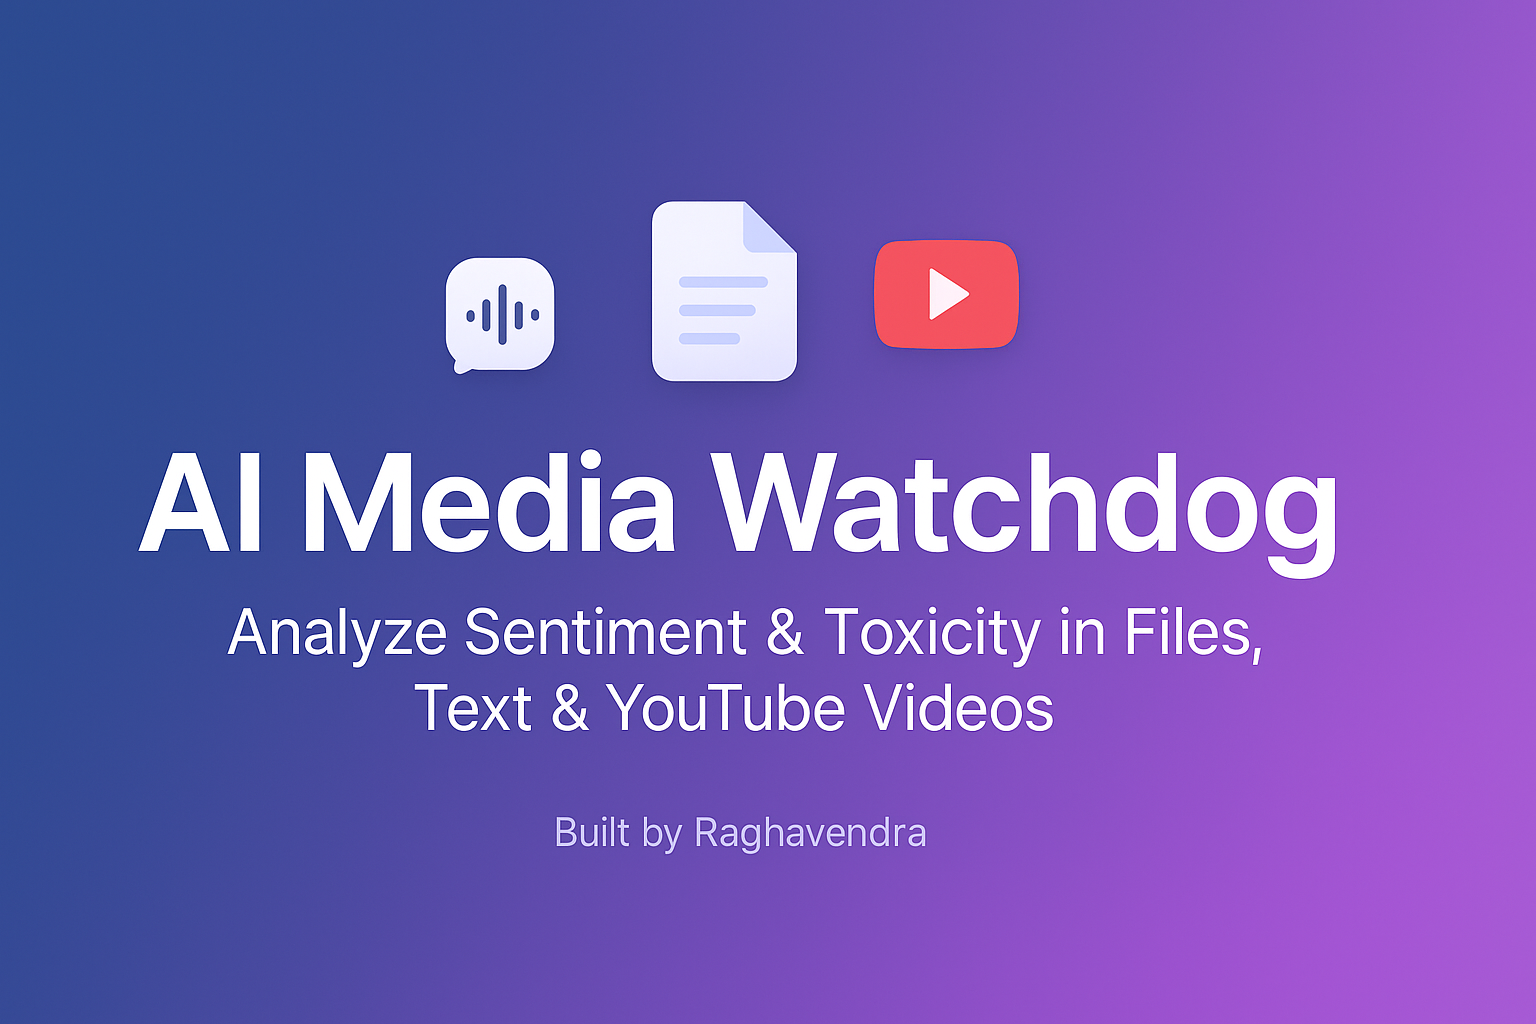 AI Media Watchdog
Analyze Sentiment & Toxicity in Files,
Text & YouTube Videos
Built by Raghavendra